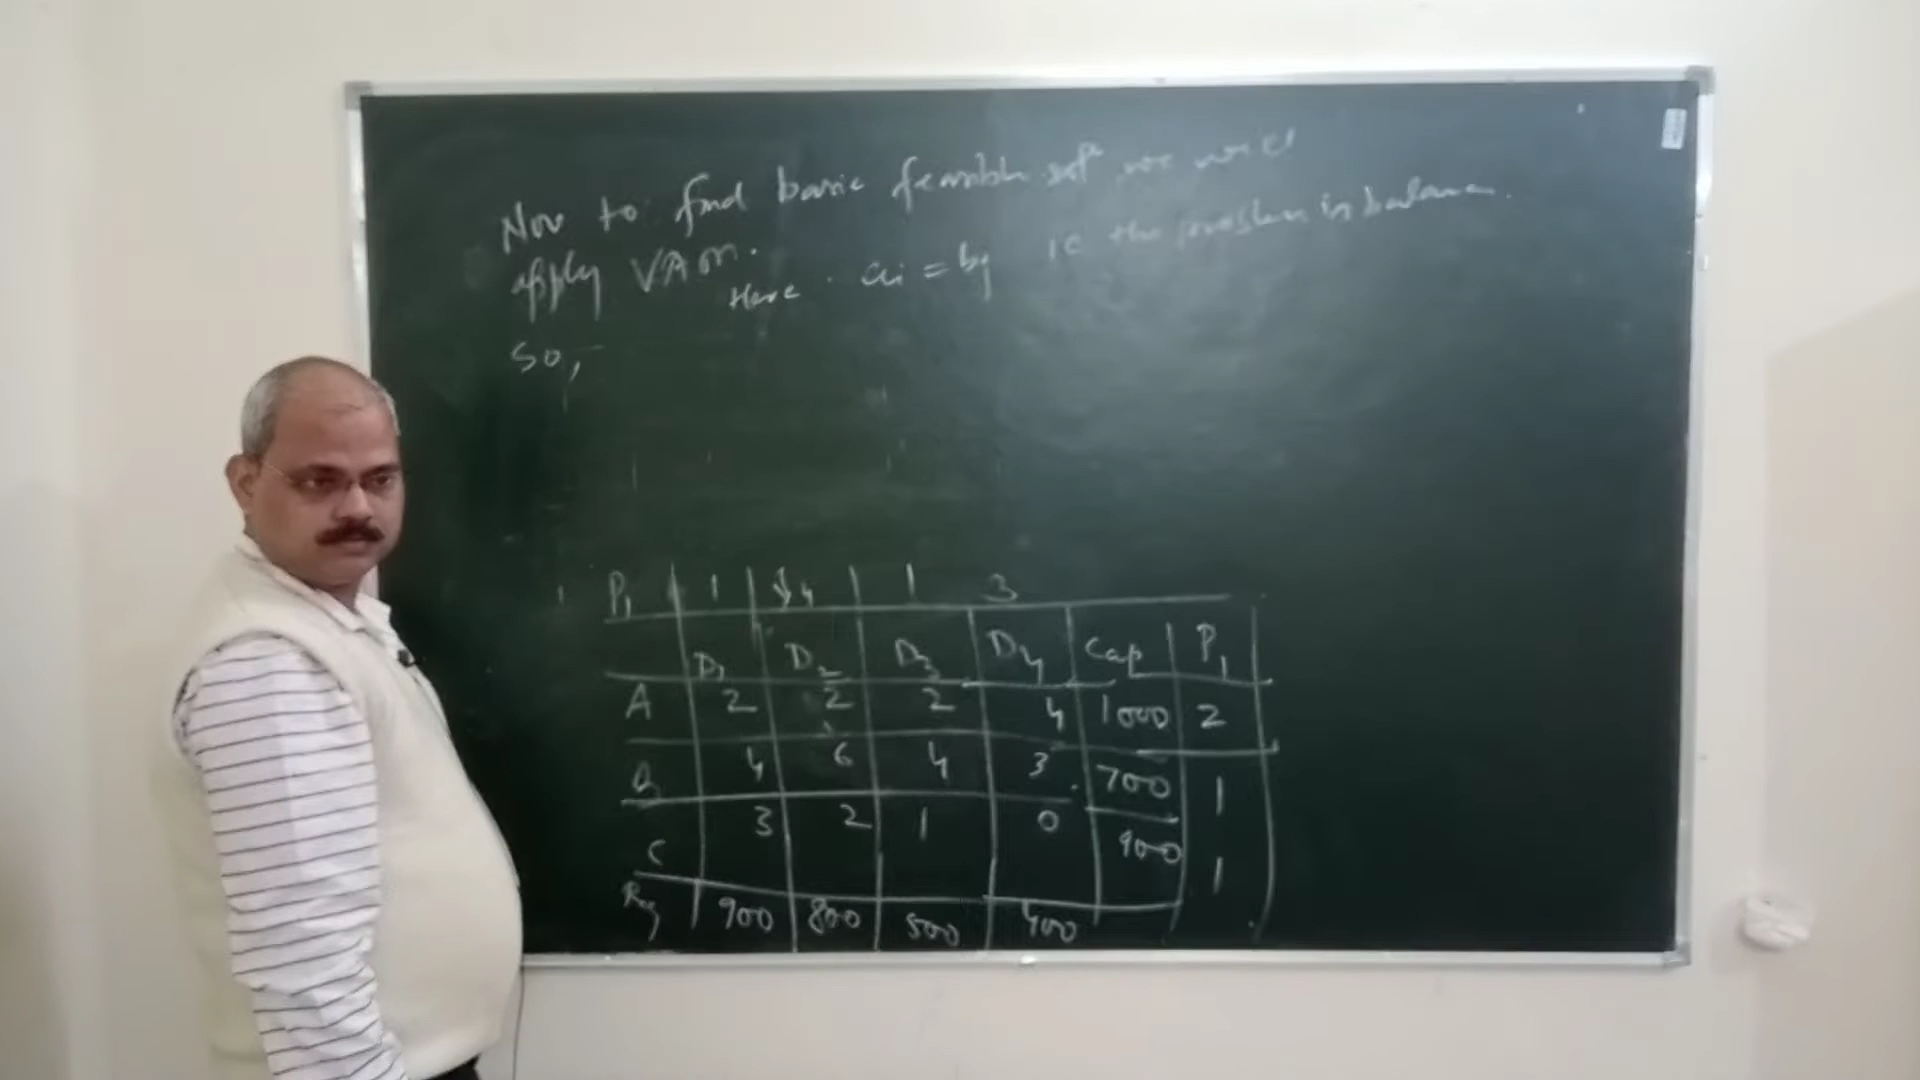 Now to find basic feasible solⁿ we will
apply VAM.
Here ai = bj ie the problem is balance.
So,
P1 1 4 1 3
D1 D2 D3 D4 Cap P1
A 2 2 2 4 1000 2
B 4 6 4 3 700 1
C 3 2 1 0 900 1
Req 900 800 500 400